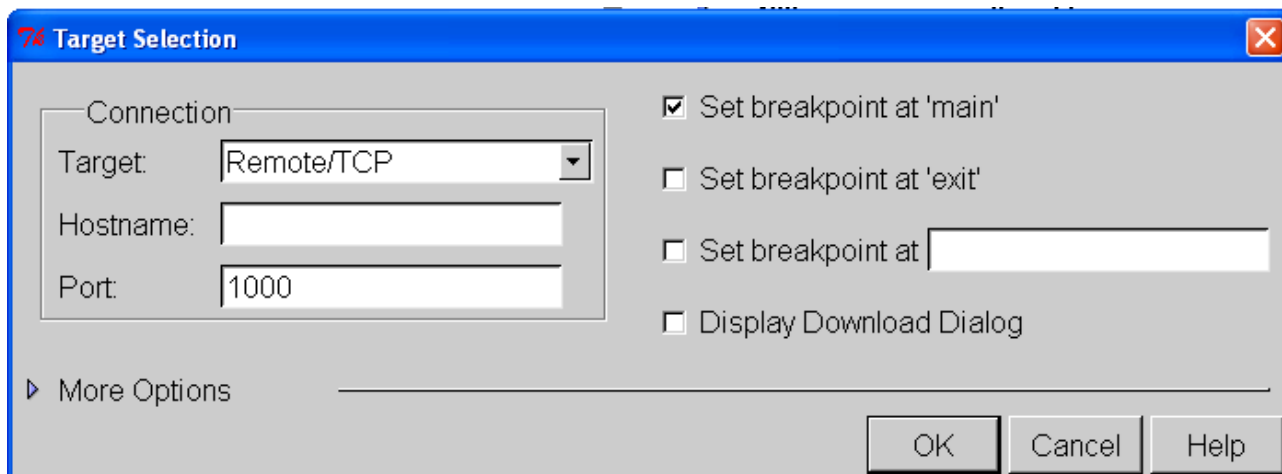 Target Selection
Connection
Target: Remote/TCP
Hostname:
Port: 1000
Set breakpoint at 'main'
Set breakpoint at 'exit'
Set breakpoint at
Display Download Dialog
More Options
OK Cancel Help